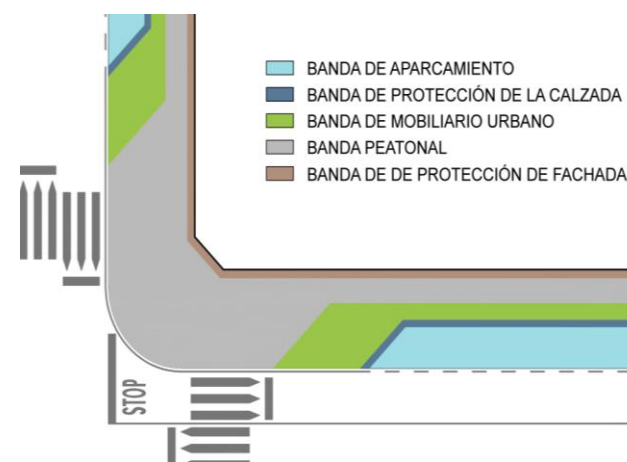 BANDA DE APARCAMIENTO
BANDA DE PROTECCIÓN DE LA CALZADA
BANDA DE MOBILIARIO URBANO
BANDA PEATONAL
BANDA DE DE PROTECCIÓN DE FACHADA
STOP